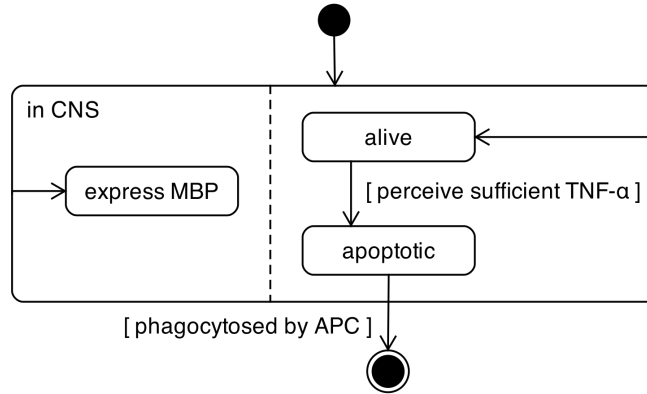 in CNS
alive
express MBP
[ perceive sufficient TNF-α ]
apoptotic
[ phagocytosed by APC ]